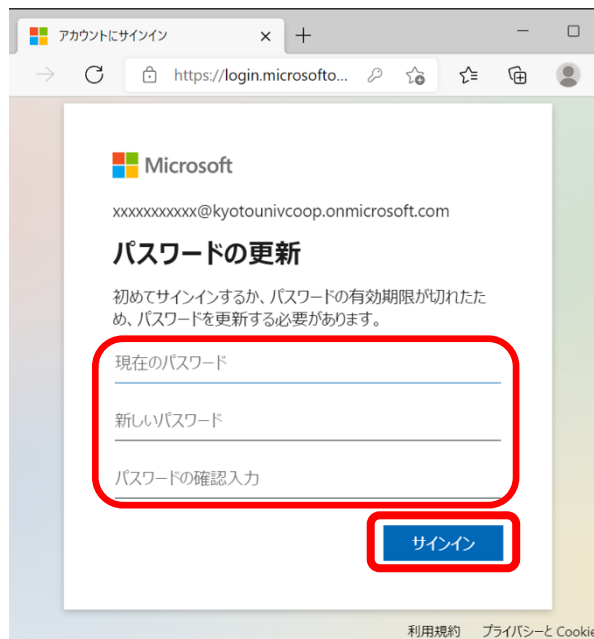 アカウントにサインイン
https://login.microsofto...
Microsoft
xxxxxxxxxxx@kyotounivcoop.onmicrosoft.com
パスワードの更新
初めてサインインするか、パスワードの有効期限が切れたた
め、パスワードを更新する必要があります。
現在のパスワード
新しいパスワード
パスワードの確認入力
サインイン
利用規約 プライバシーと Cookie